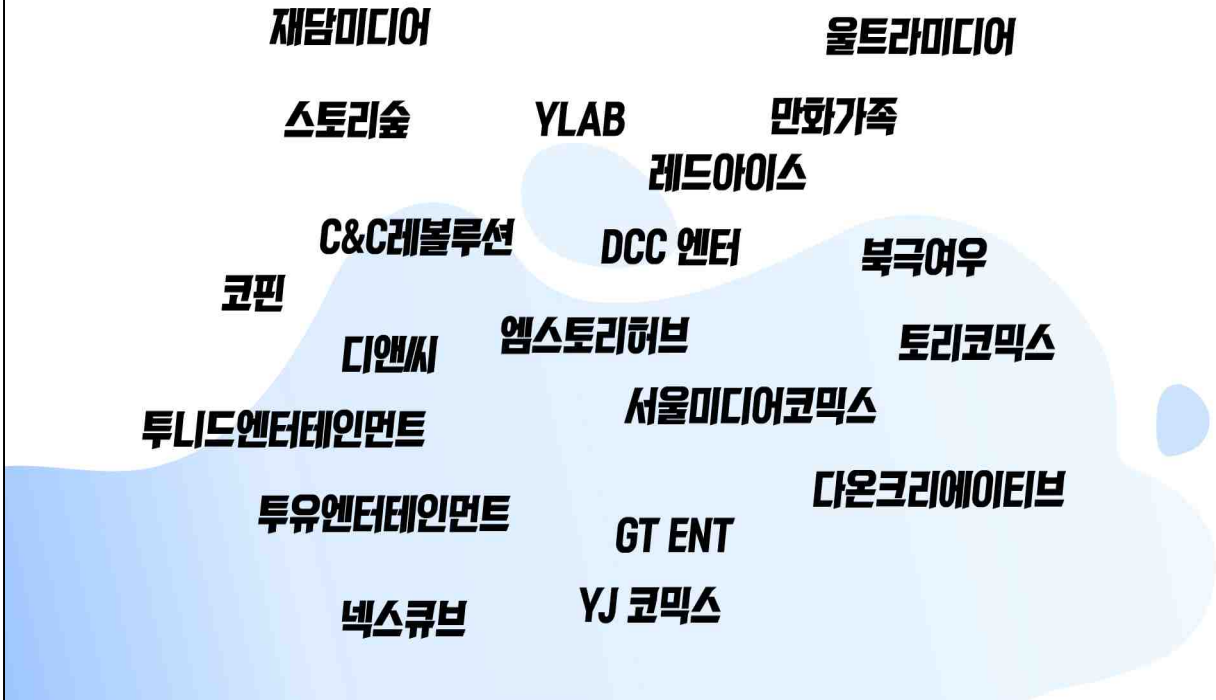 재담미디어
울트라미디어
스토리숲
YLAB
만화가족
레드아이스
C&C레볼루션
DCC 엔터
북극여우
코핀
엠스토리허브
토리코믹스
디앤씨
서울미디어코믹스
투니드엔터테인먼트
다온크리에이티브
투유엔터테인먼트
GT ENT
YJ 코믹스
넥스큐브